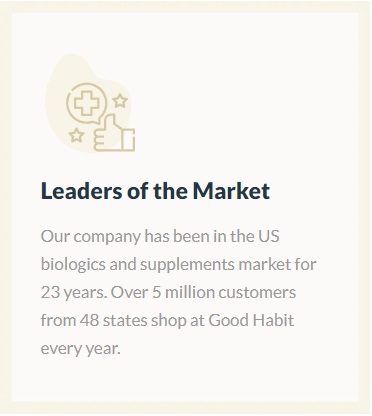 Leaders of the Market
Our company has been in the US
biologics and supplements market for
23 years. Over 5 million customers
from 48 states shop at Good Habit
every year.